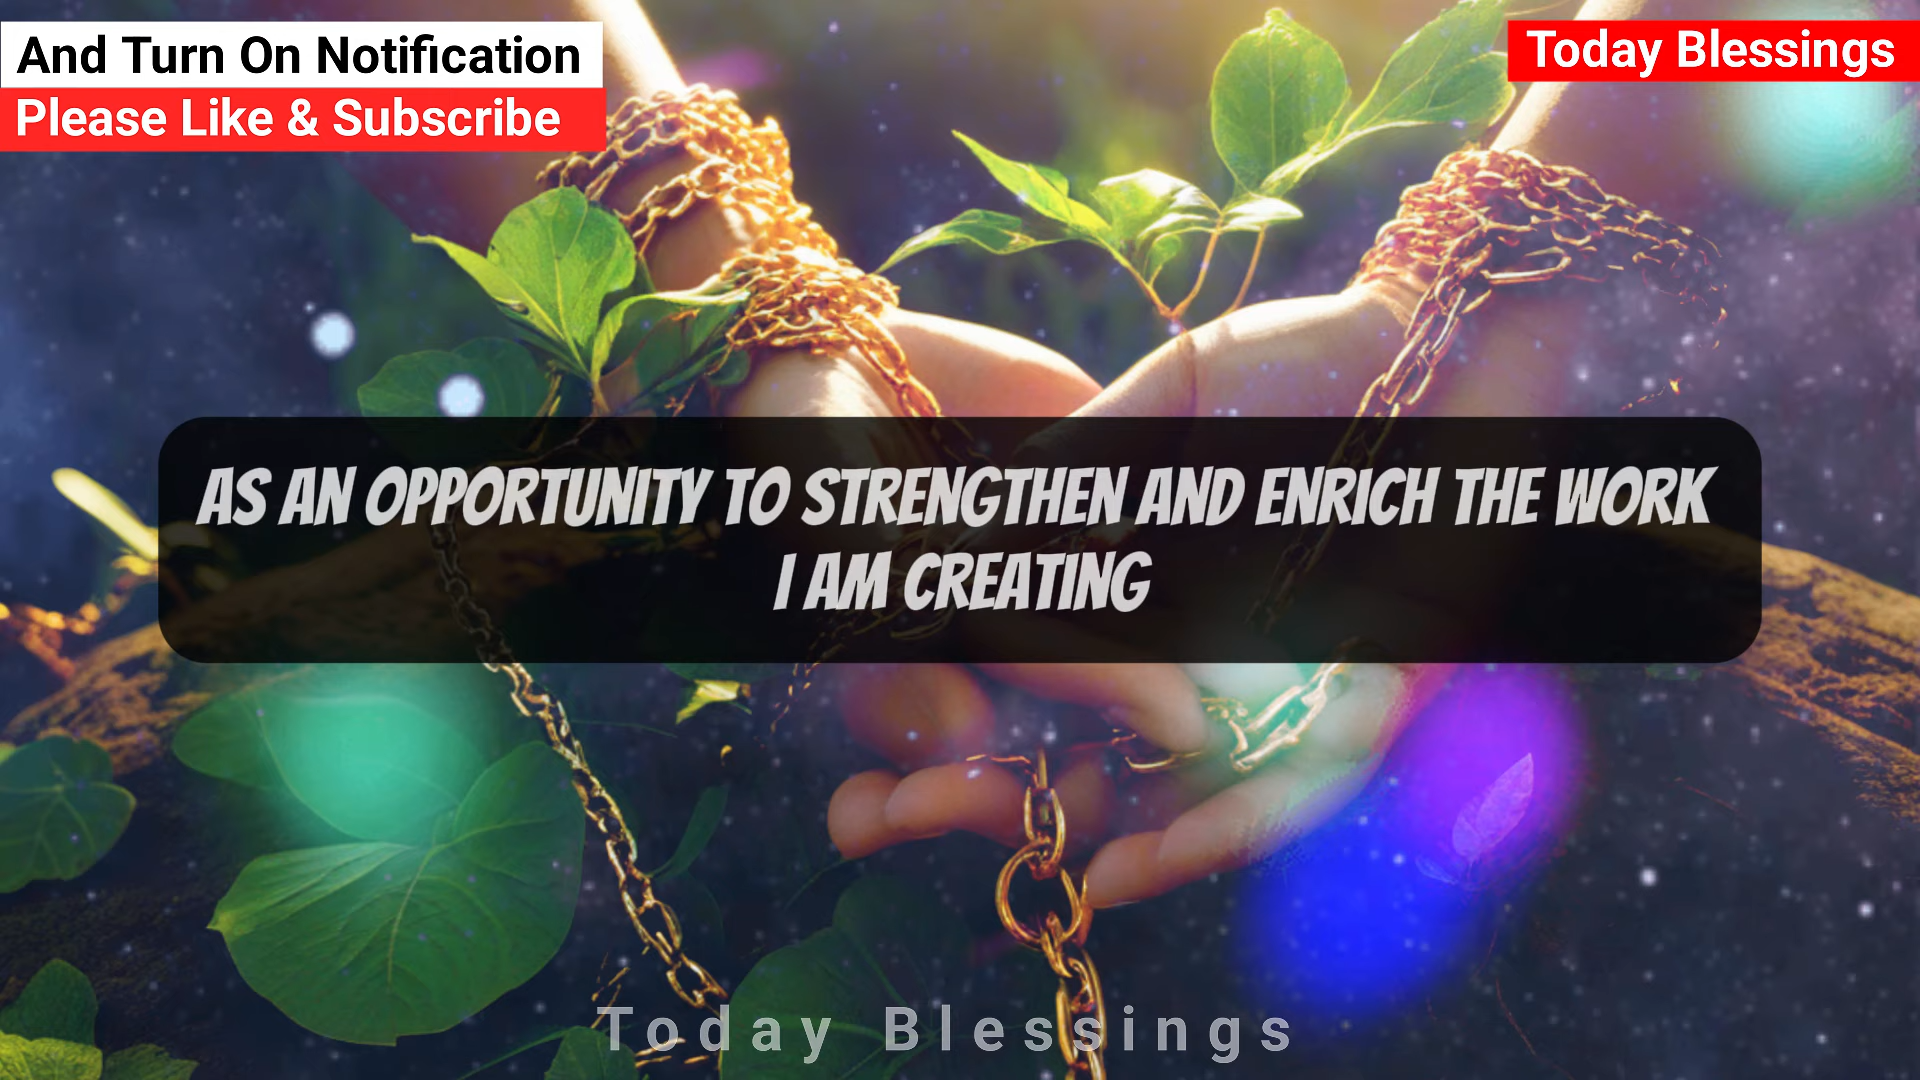 And Turn On Notification
Please Like & Subscribe
Today Blessings
AS AN OPPORTUNITY TO STRENGTHEN AND ENRICH THE WORK
I AM CREATING
Today Blessings